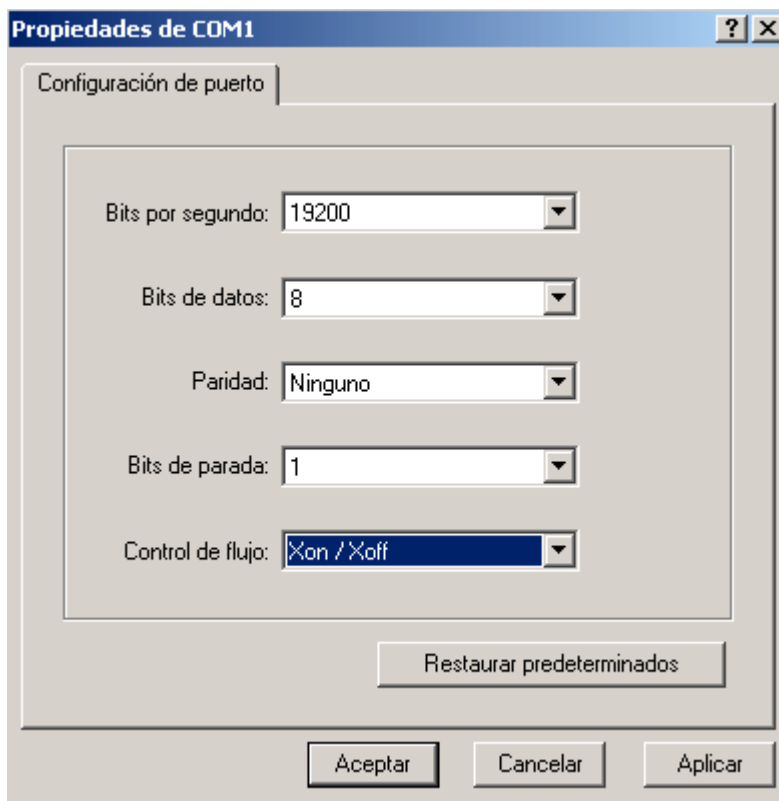 Propiedades de COM1
Configuración de puerto
Bits por segundo: 19200
Bits de datos: 8
Paridad: Ninguno
Bits de parada: 1
Control de flujo: Xon / Xoff
Restaurar predeterminados
Aceptar Cancelar Aplicar